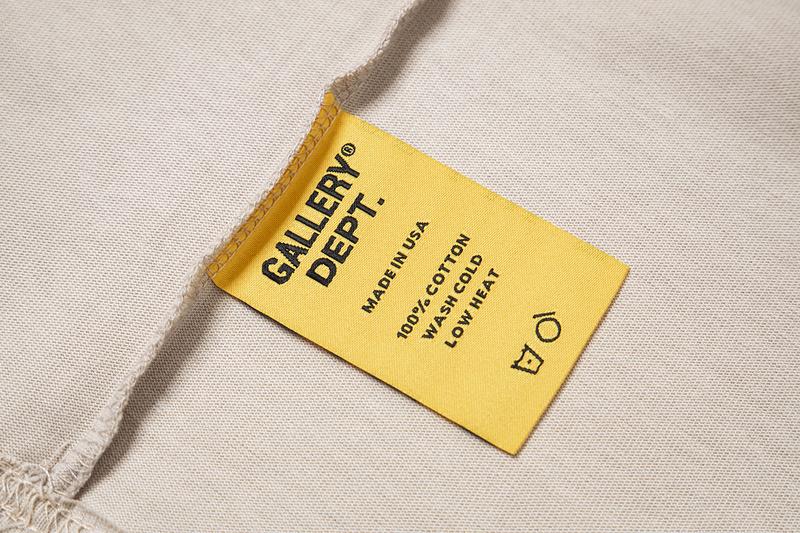 GALLERY®
DEPT.
MADE IN USA
100% COTTON
WASH COLD
LOW HEAT